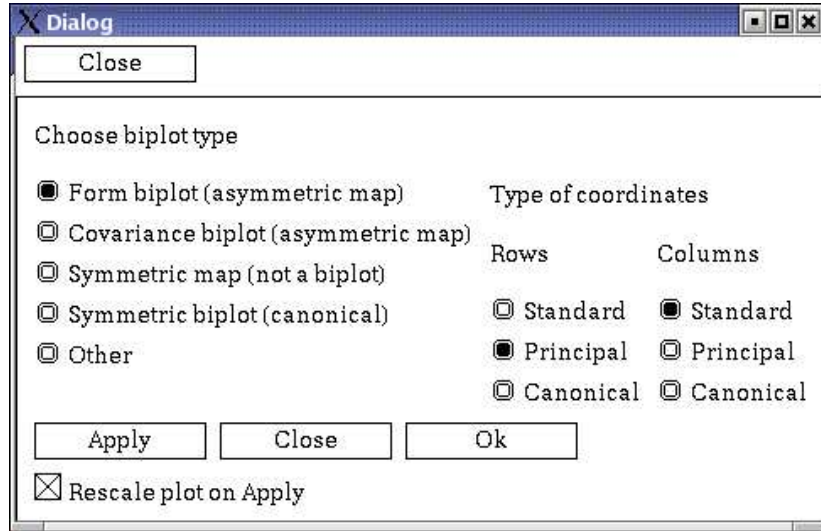 Dialog
Close
Choose biplot type
Form biplot (asymmetric map)
Covariance biplot (asymmetric map)
Symmetric map (not a biplot)
Symmetric biplot (canonical)
Other
Type of coordinates
Rows Columns
Standard Standard
Principal Principal
Canonical Canonical
Apply Close Ok
Rescale plot on Apply